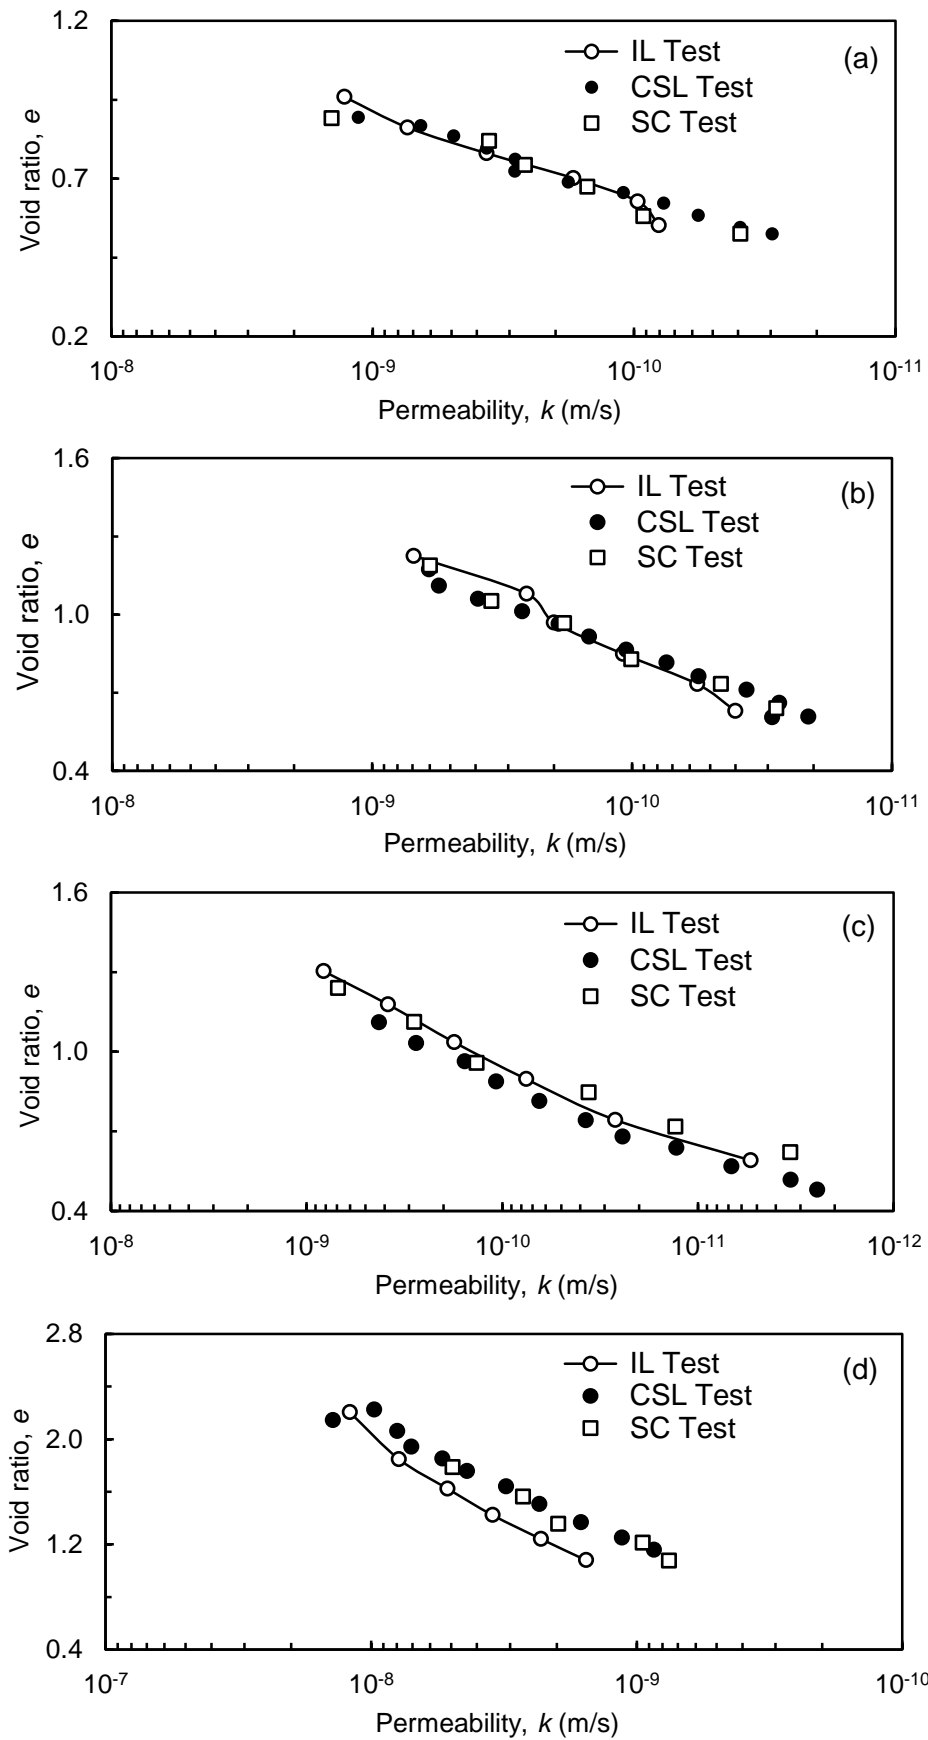 1.2
IL Test
(a)
CSL Test
SC Test
Void ratio, e
0.7
0.2
10-8
10-9
10-10
10-11
Permeability, k (m/s)
1.6
IL Test
(b)
CSL Test
SC Test
Void ratio, e
1.0
0.4
10-8
10-9
10-10
10-11
Permeability, k (m/s)
1.6
IL Test
(c)
CSL Test
SC Test
Void ratio, e
1.0
0.4
10-8
10-9
10-10
10-11
10-12
Permeability, k (m/s)
2.8
IL Test
(d)
CSL Test
SC Test
Void ratio, e
2.0
1.2
0.4
10-7
10-8
10-9
10-10
Permeability, k (m/s)